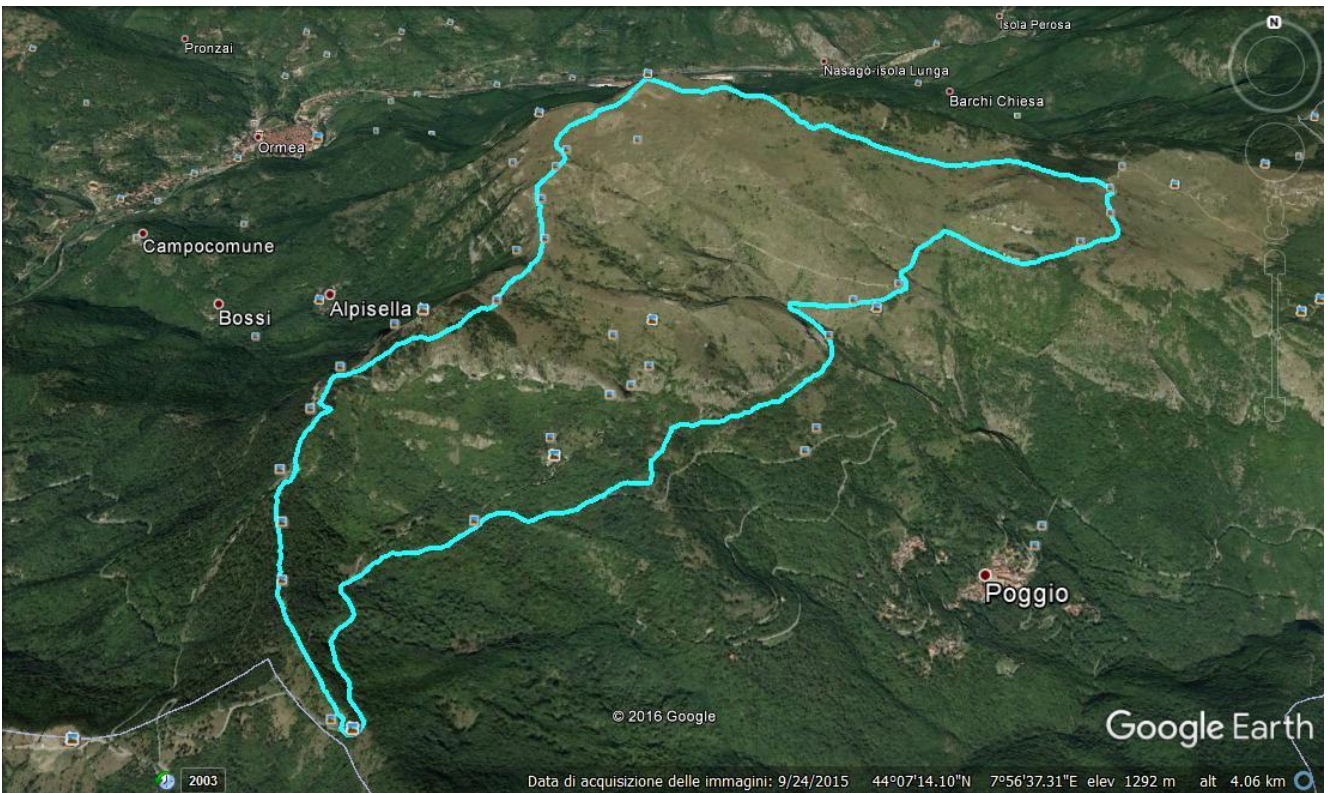 Isola Perosa
N
Pronzai
Nasagò-isola Lunga
Barchi Chiesa
Ormea
Campocomune
Alpisella
Bossi
Poggio
© 2016 Google
Google Earth
2003
Data di acquisizione delle immagini: 9/24/2015 44°07'14.10"N 7°56'37.31"E elev 1292 m alt 4.06 km